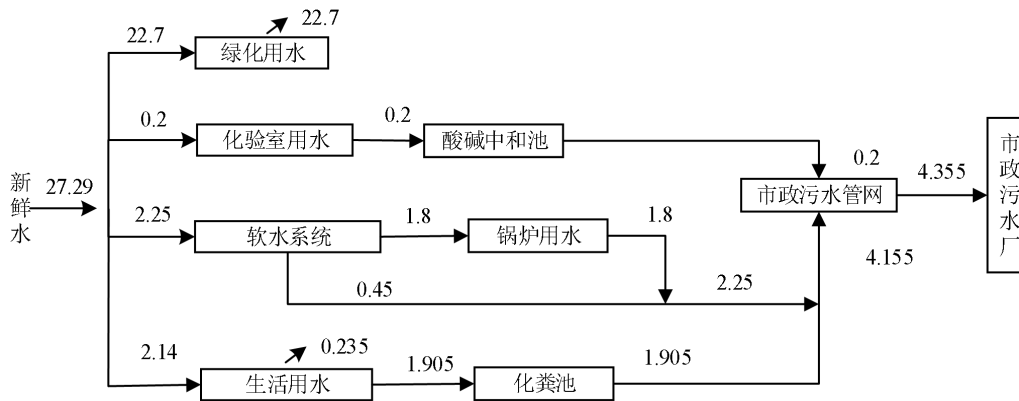 22.7
22.7
绿化用水
0.2
化验室用水
0.2
酸碱中和池
0.2
新鲜水
27.29
市政污水管网
4.355
市政污水厂
2.25
软水系统
1.8
锅炉用水
1.8
4.155
0.45
2.25
2.14
0.235
生活用水
1.905
化粪池
1.905